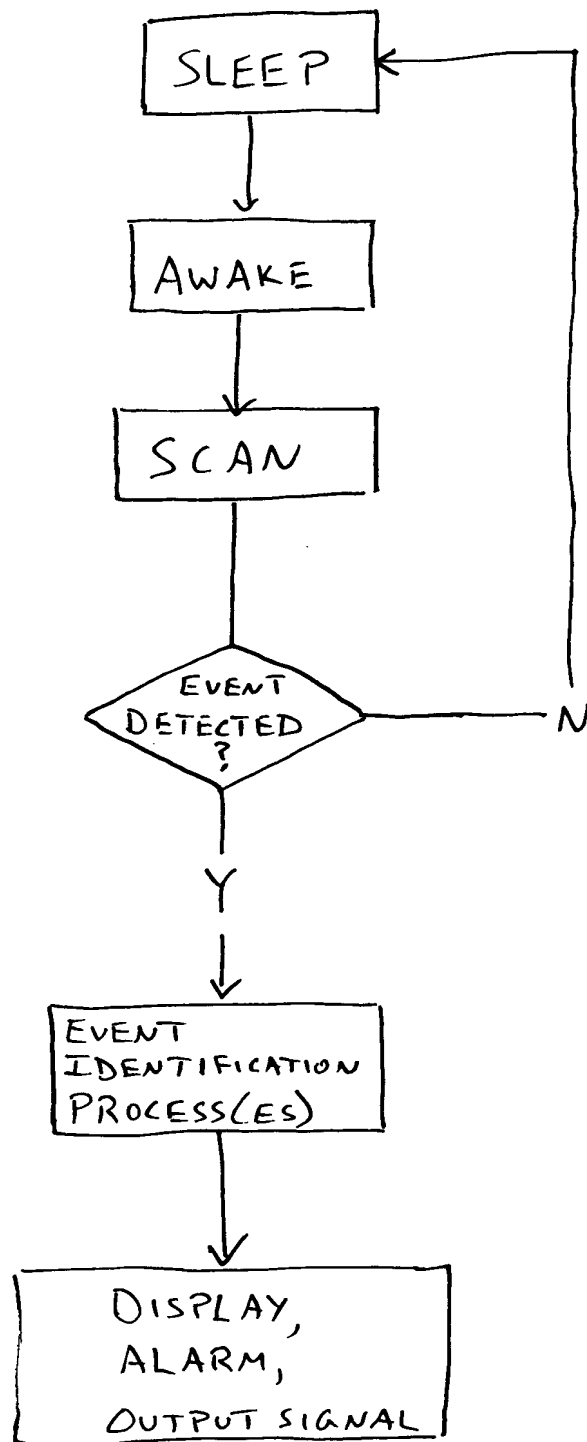 SLEEP
AWAKE
SCAN
EVENT
DETECTED
?
N
Y
EVENT
IDENTIFICATION
PROCESS(ES)
DISPLAY,
ALARM,
OUTPUT SIGNAL